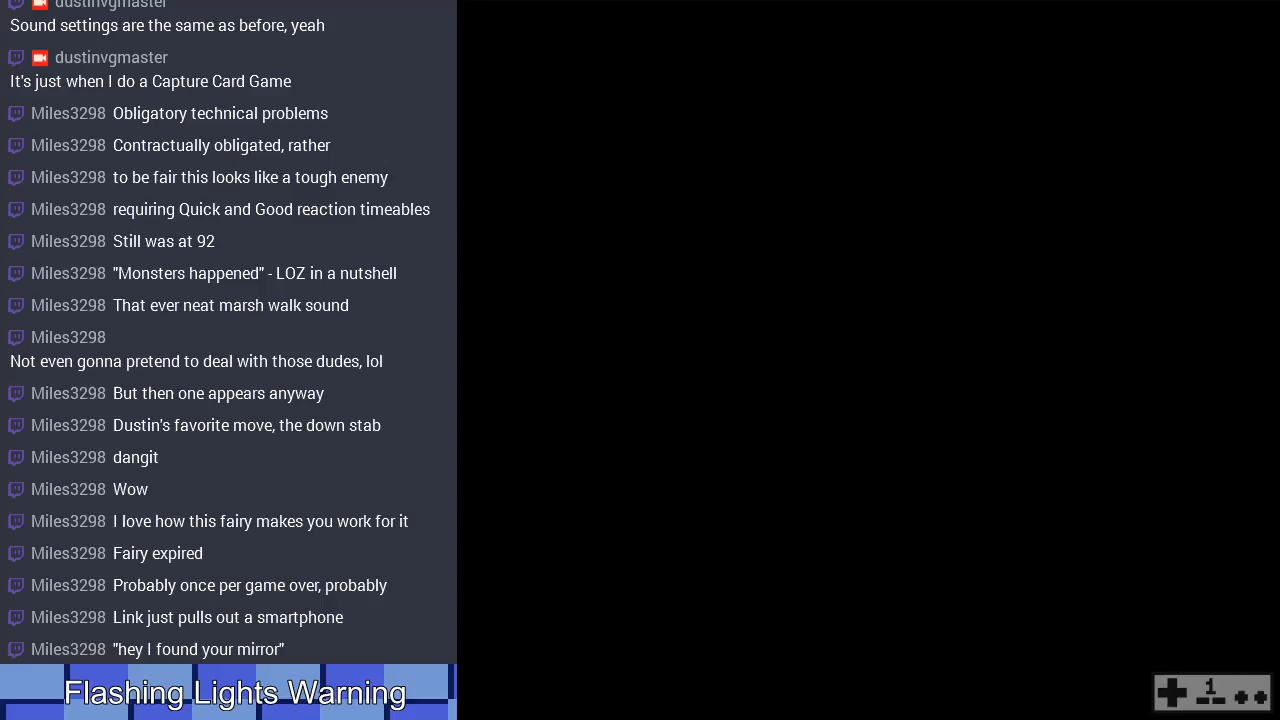 dustinvgmaster
Sound settings are the same as before, yeah
dustinvgmaster
It's just when I do a Capture Card Game
Miles3298 Obligatory technical problems
Miles3298 Contractually obligated, rather
Miles3298 to be fair this looks like a tough enemy
Miles3298 requiring Quick and Good reaction timeables
Miles3298 Still was at 92
Miles3298 "Monsters happened" - LOZ in a nutshell
Miles3298 That ever neat marsh walk sound
Miles3298
Not even gonna pretend to deal with those dudes, lol
Miles3298 But then one appears anyway
Miles3298 Dustin's favorite move, the down stab
Miles3298 dangit
Miles3298 Wow
Miles3298 I love how this fairy makes you work for it
Miles3298 Fairy expired
Miles3298 Probably once per game over, probably
Miles3298 Link just pulls out a smartphone
Miles3298 "hey I found your mirror"
Flashing Lights Warning
1